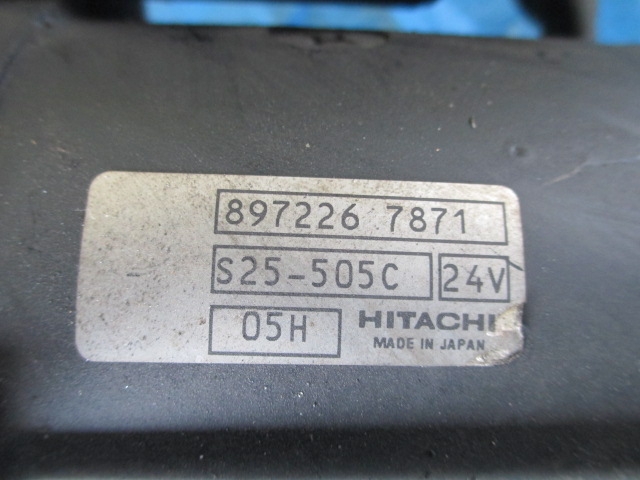 897226 7871
S25-505C 24V
05H HITACHI
MADE IN JAPAN